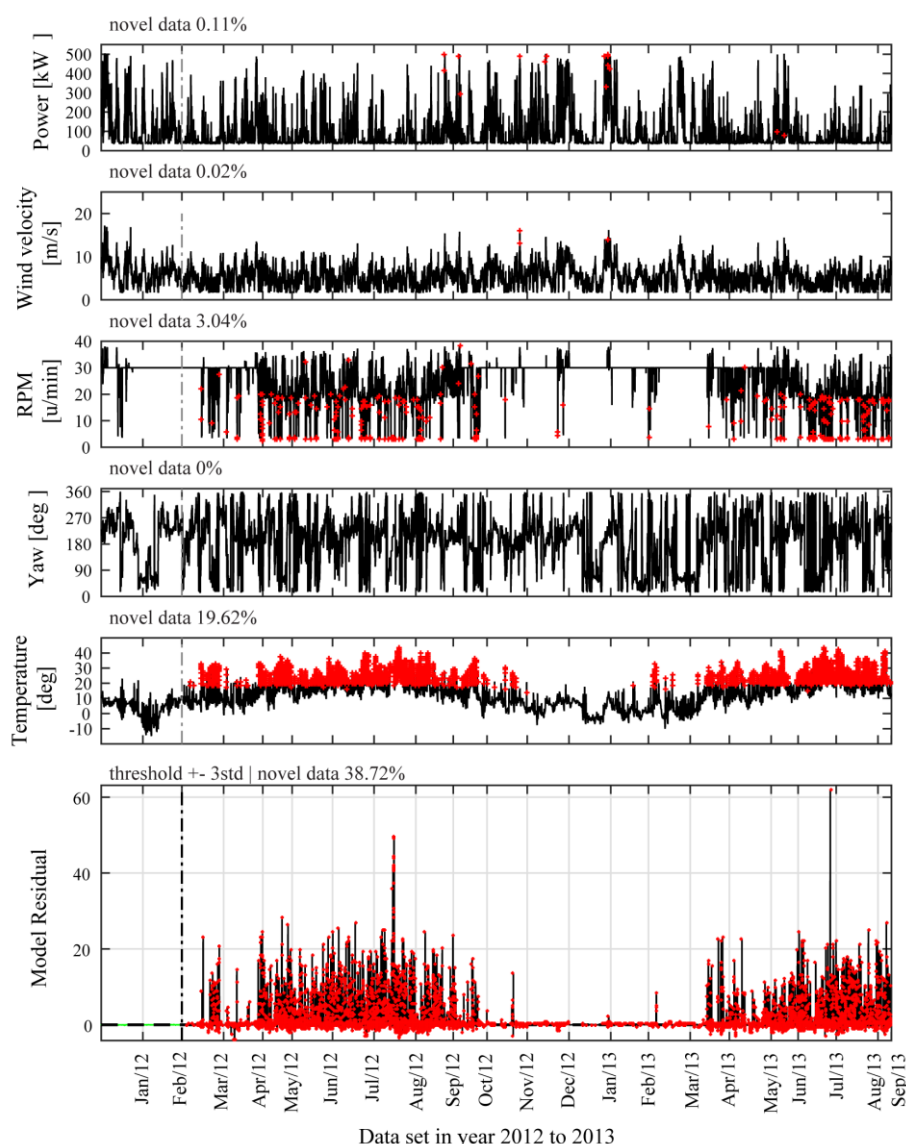 novel data 0.11%
Power [kW]
500
400
300
200
100
0
novel data 0.02%
Wind velocity
[m/s]
20
10
0
novel data 3.04%
RPM
[u/min]
40
30
20
10
0
novel data 0%
Yaw [deg]
360
270
180
90
0
novel data 19.62%
Temperature
[deg]
40
30
20
10
0
-10
threshold +- 3std | novel data 38.72%
Model Residual
60
40
20
0
Jan/12
Feb/12
Mar/12
Apr/12
May/12
Jun/12
Jul/12
Aug/12
Sep/12
Oct/12
Nov/12
Dec/12
Jan/13
Feb/13
Mar/13
Apr/13
May/13
Jun/13
Jul/13
Aug/13
Sep/13
Data set in year 2012 to 2013